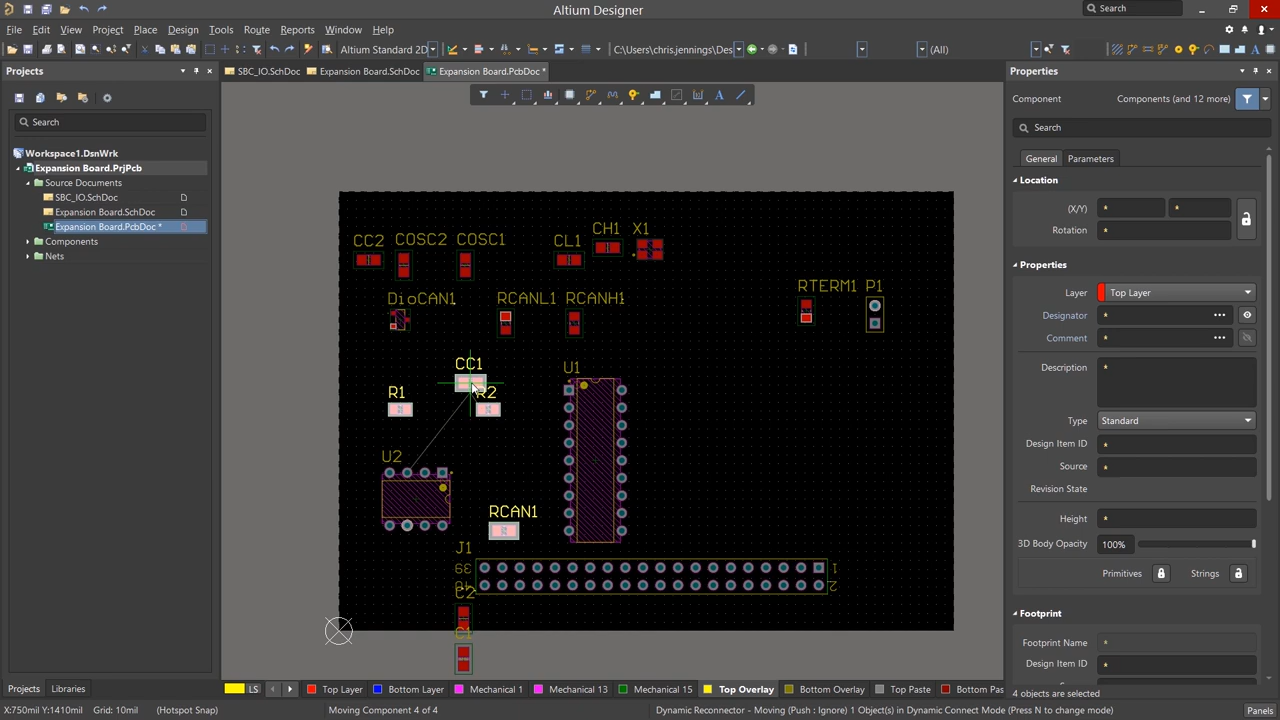 Altium Designer
Search
File Edit View Project Place Design Tools Route Reports Window Help
Altium Standard 2D
C:\Users\chris.jennings\Des
(All)
Projects
SBC_IO.SchDoc
Expansion Board.SchDoc
Expansion Board.PcbDoc *
Properties
Component
Components (and 12 more)
Search
Search
General
Parameters
Workspace1.DsnWrk
Expansion Board.PrjPcb
Source Documents
SBC_IO.SchDoc
Expansion Board.SchDoc
Expansion Board.PcbDoc *
Components
Nets
Location
(X/Y) * *
Rotation *
Properties
Layer Top Layer
Designator * •••
Comment * •••
Description *
Type Standard
Design Item ID *
Source *
Revision State
Height *
3D Body Opacity 100%
Primitives
Strings
Footprint
Footprint Name *
Design Item ID *
4 objects are selected
CC2
COSC2
COSC1
CL1
CH1
X1
DioCAN1
RCANL1
RCANH1
RTERM1
P1
CC1
U1
R1
R2
U2
RCAN1
J1
39
1
40
2
C2
C1
Projects
Libraries
LS
Top Layer
Bottom Layer
Mechanical 1
Mechanical 13
Mechanical 15
Top Overlay
Bottom Overlay
Top Paste
Bottom Pas
X:750mil Y:1410mil Grid: 10mil
(Hotspot Snap)
Moving Component 4 of 4
Dynamic Reconnector - Moving (Push : Ignore) 1 Object(s) in Dynamic Connect Mode (Press N to change mode)
Panels